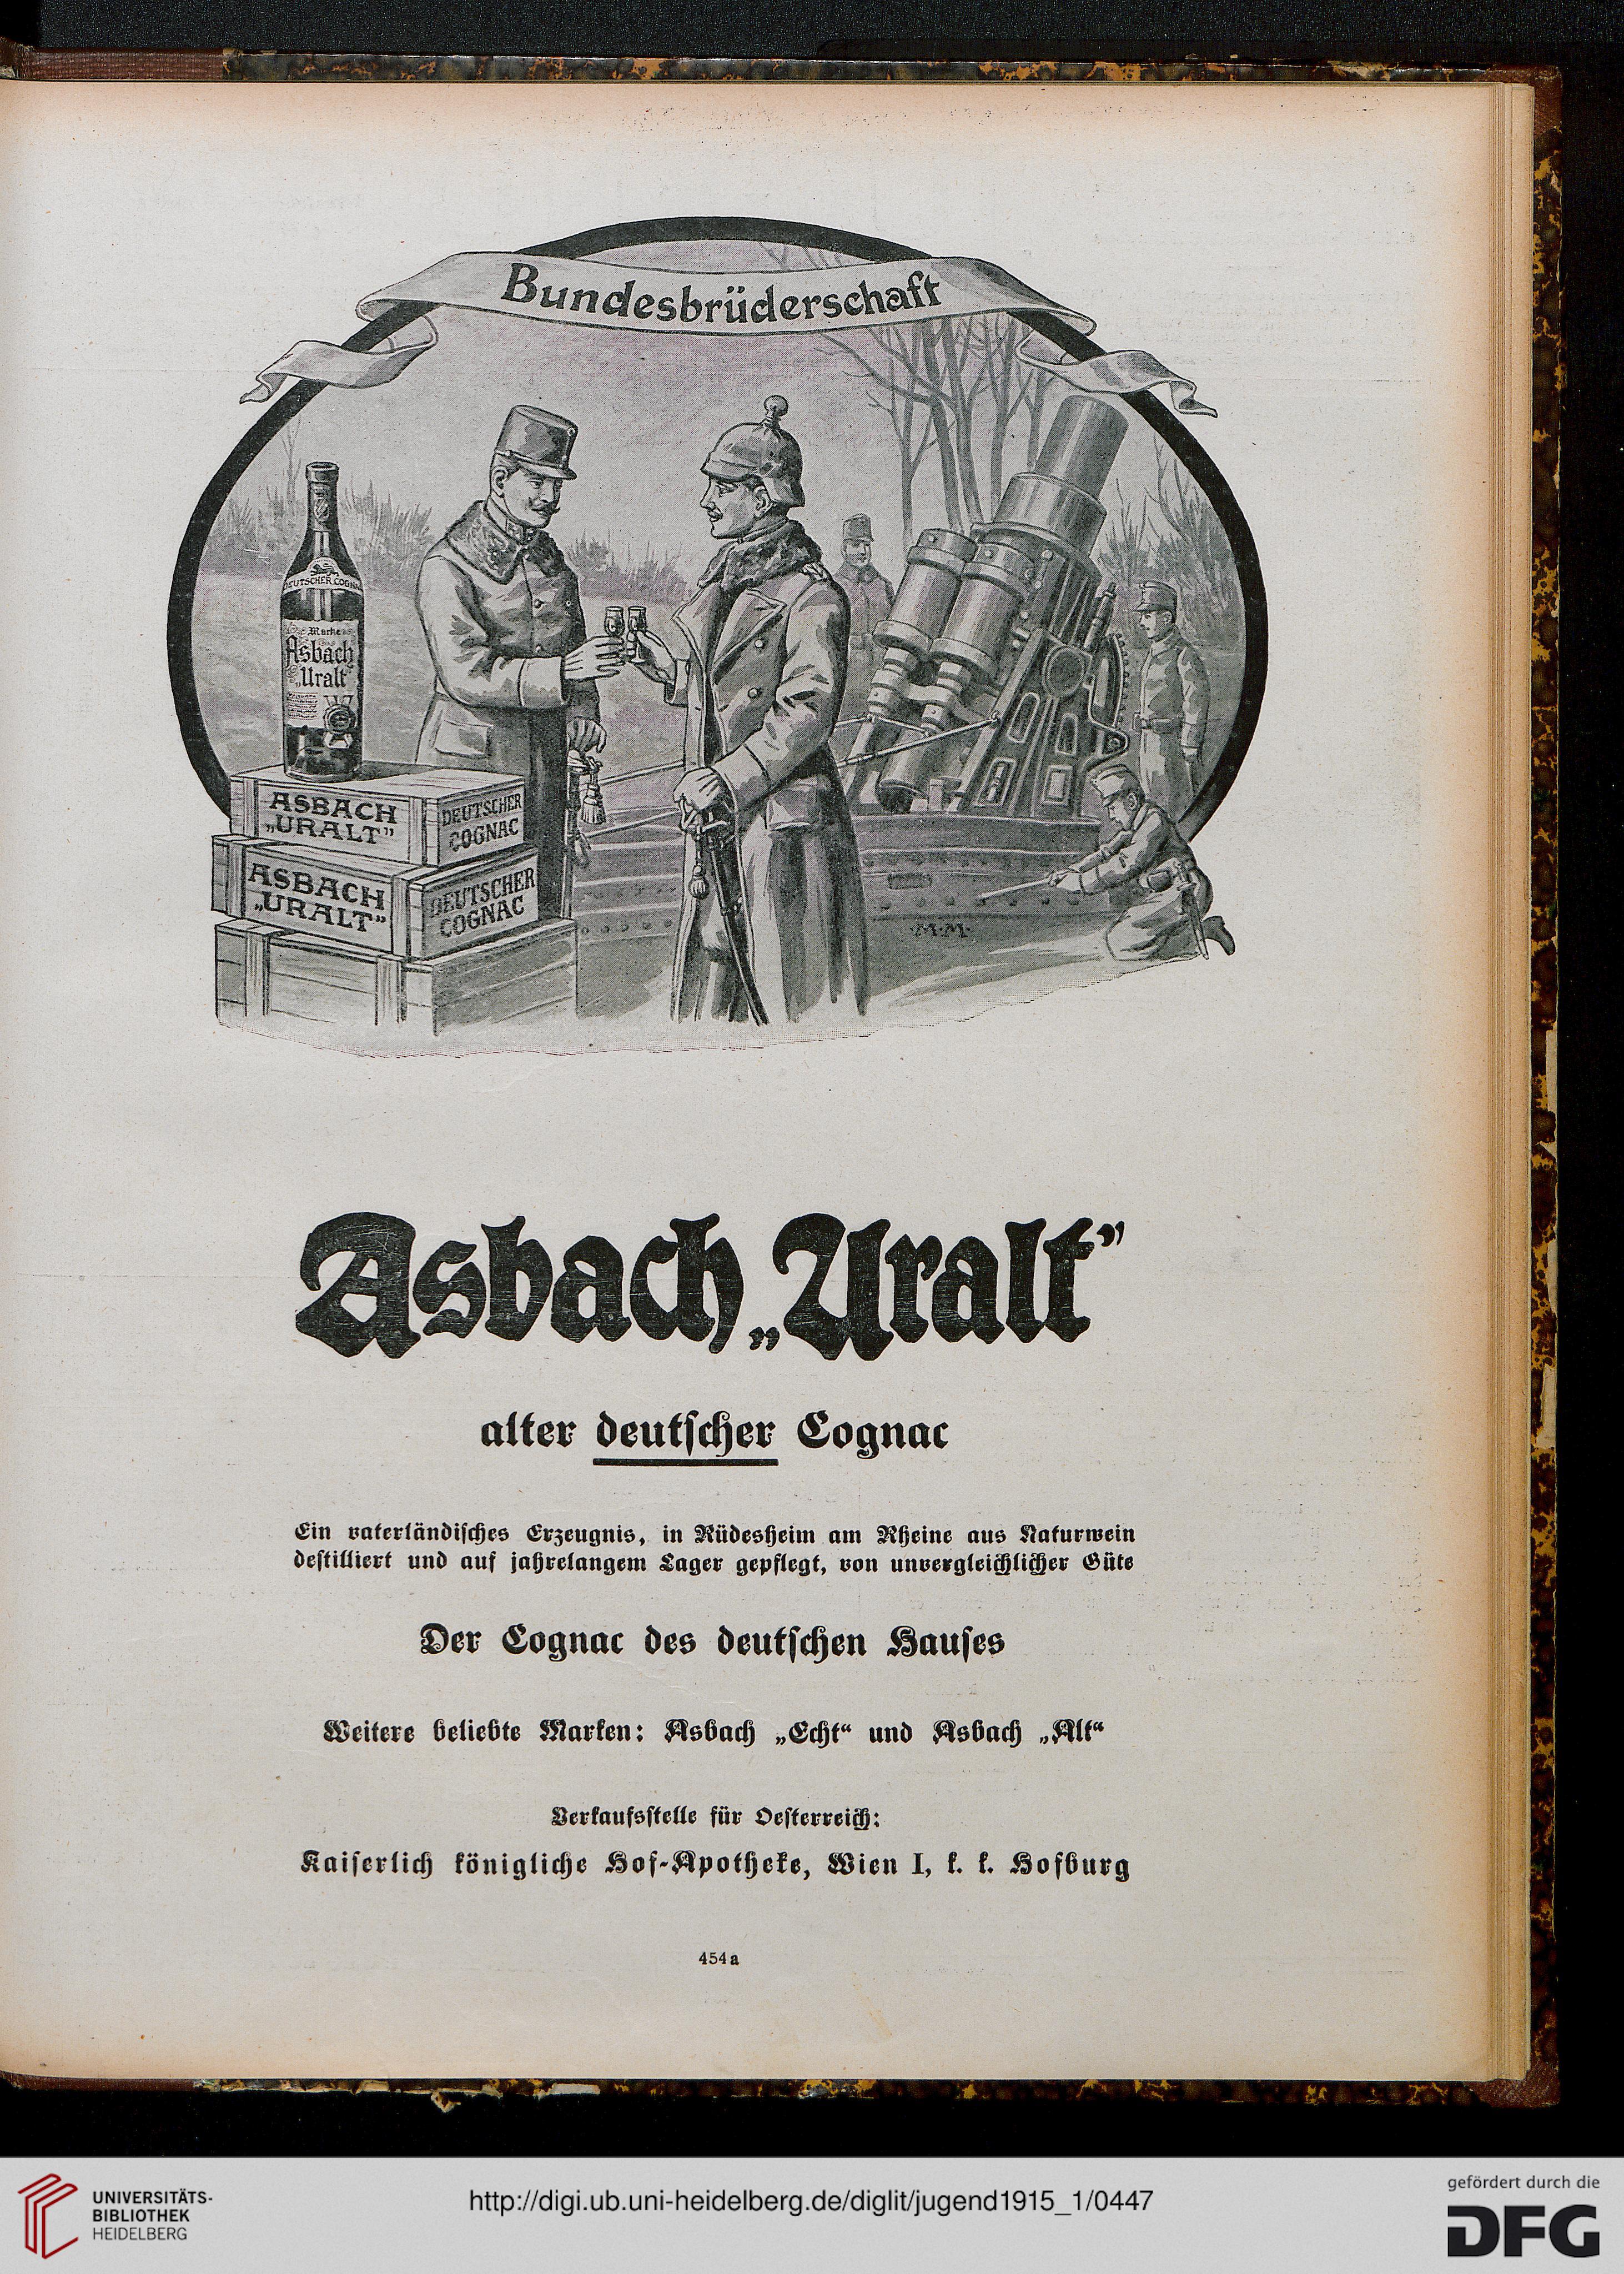 Bundesbrüderschaft
DEUTSCHER COGNAC
Marke
Asbach
„Uralt“
ASBACH
„URALT”
DEUTSCHER
COGNAC
ASBACH
„URALT”
DEUTSCHER
COGNAC
·M·M·
Asbach „Uralt”
alter deutscher Cognac
Ein vaterländisches Erzeugnis, in Rüdesheim am Rheine aus Naturwein
destilliert und auf jahrelangem Lager gepflegt, von unvergleichlicher Güte
Der Cognac des deutschen Hauses
Weitere beliebte Marken: Asbach „Echt“ und Asbach „Alt“
Verkaufsstelle für Oesterreich:
Kaiserlich königliche Hof-Apotheke, Wien I, k. k. Hofburg
454a
UNIVERSITÄTS-
BIBLIOTHEK
HEIDELBERG
http://digi.ub.uni-heidelberg.de/diglit/jugend1915_1/0447
gefördert durch die
DFG